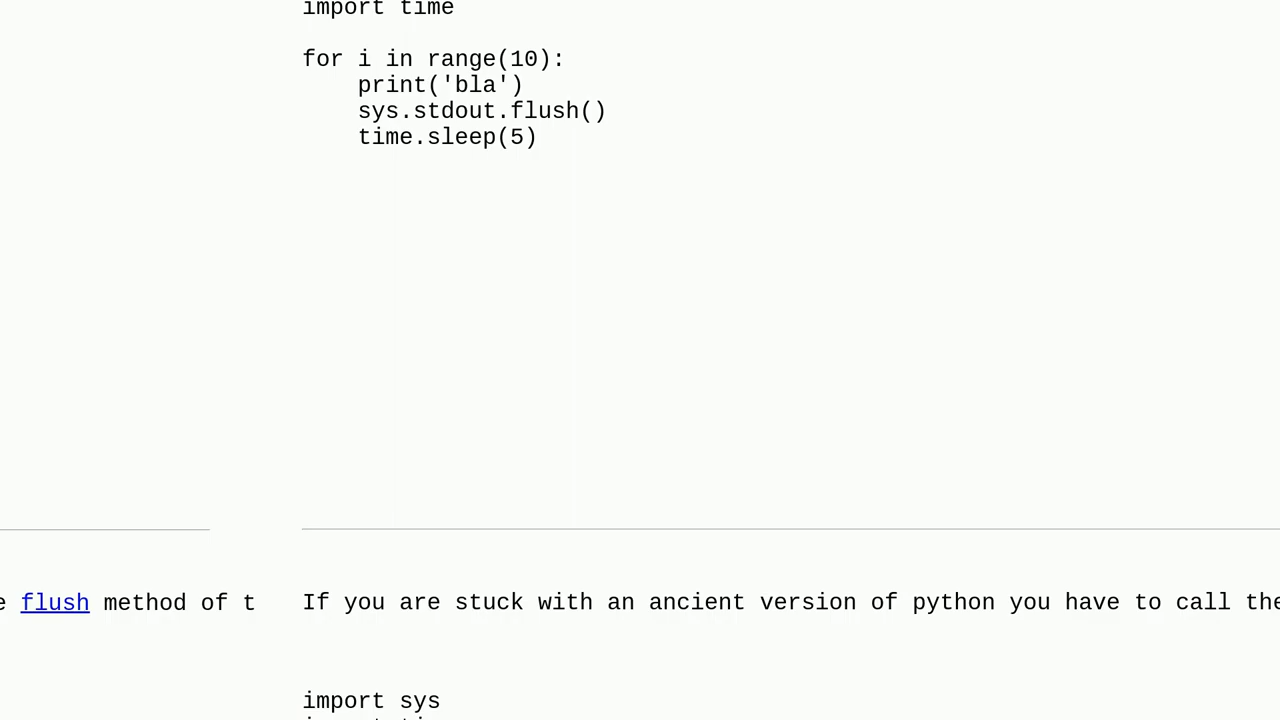 import time
for i in range(10):
    print('bla')
    sys.stdout.flush()
    time.sleep(5)
e flush method of t
If you are stuck with an ancient version of python you have to call the
import sys